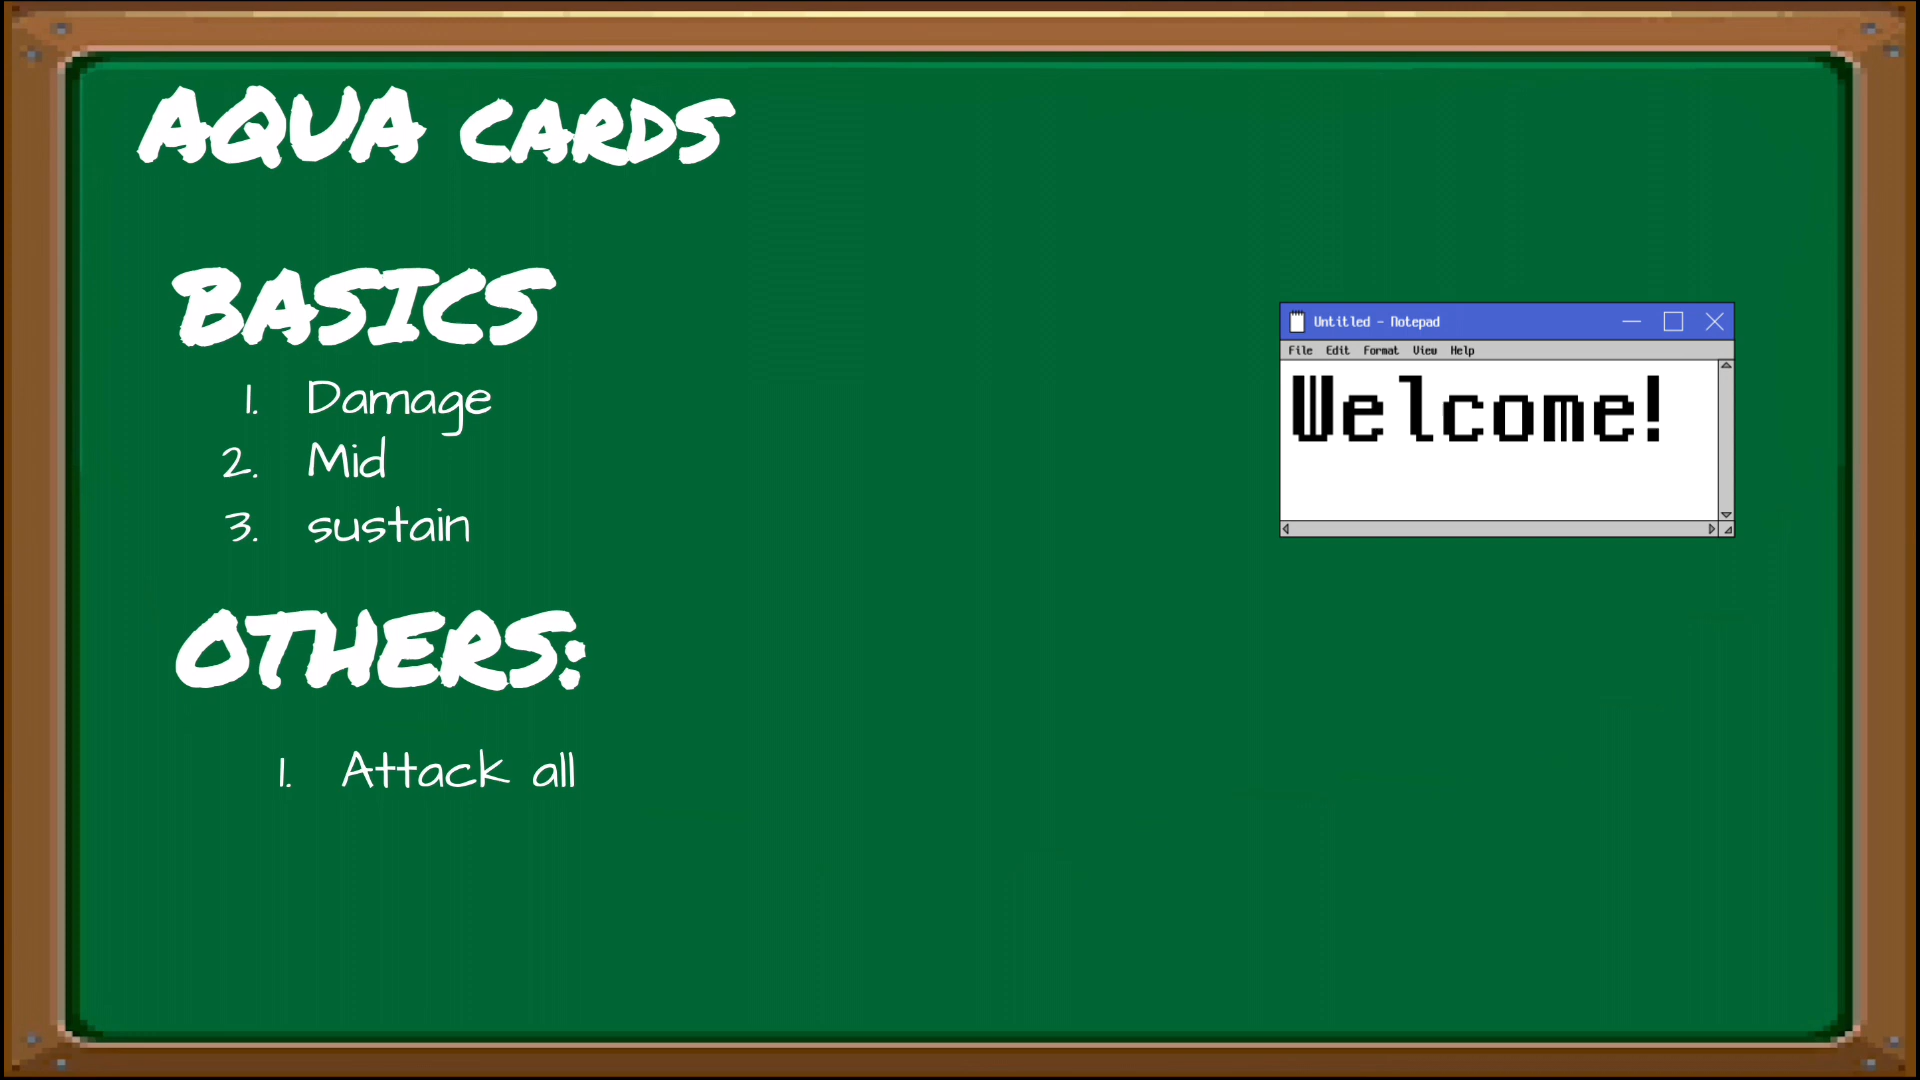 AQUA CARDS
BASICS
1. Damage
2. Mid
3. sustain
OTHERS:
1. Attack all
Untitled - Notepad
File Edit Format View Help
Welcome!